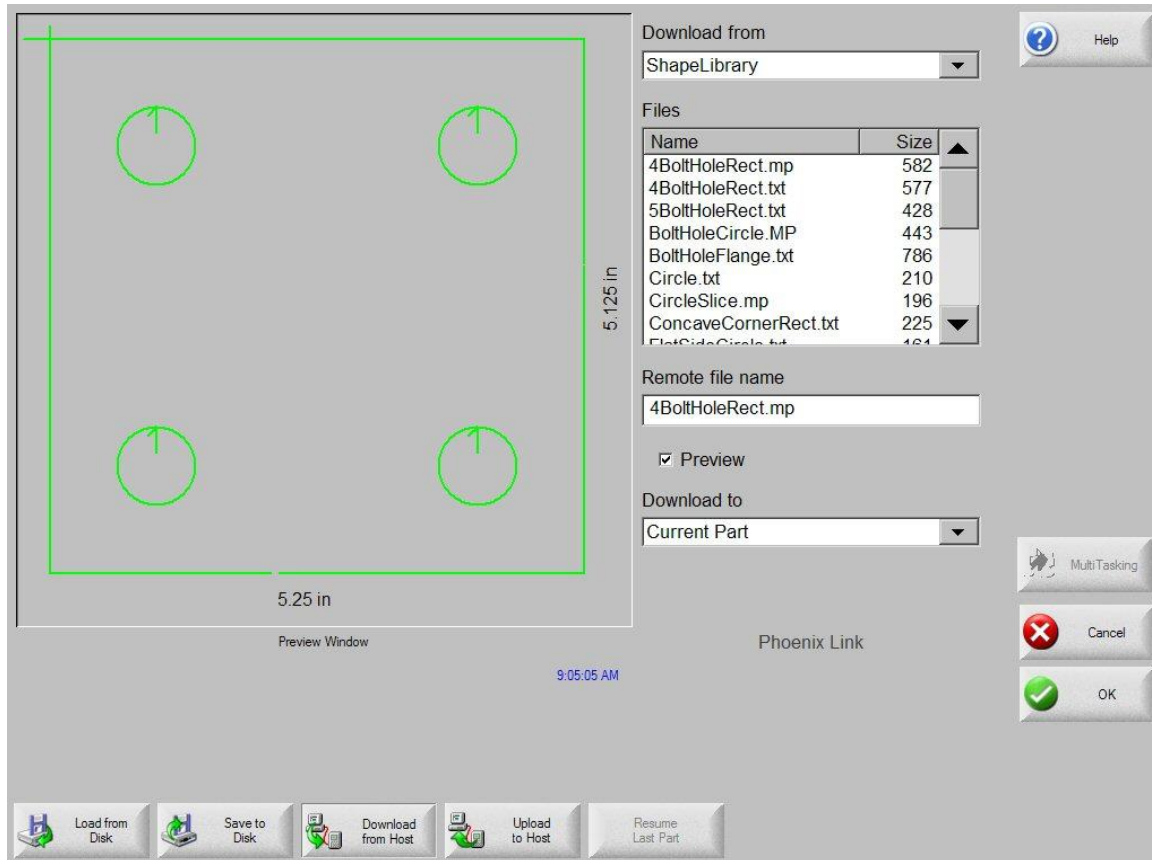 Download from
ShapeLibrary
Help
Files
Name Size
4BoltHoleRect.mp 582
4BoltHoleRect.txt 577
5BoltHoleRect.txt 428
BoltHoleCircle.MP 443
BoltHoleFlange.txt 786
Circle.txt 210
CircleSlice.mp 196
ConcaveCornerRect.txt 225
FlatSideCircle.txt 161
5.125 in
Remote file name
4BoltHoleRect.mp
Preview
Download to
Current Part
5.25 in
Preview Window
Phoenix Link
9:05:05 AM
MultiTasking
Cancel
OK
Load from
Disk
Save to
Disk
Download
from Host
Upload
to Host
Resume
Last Part